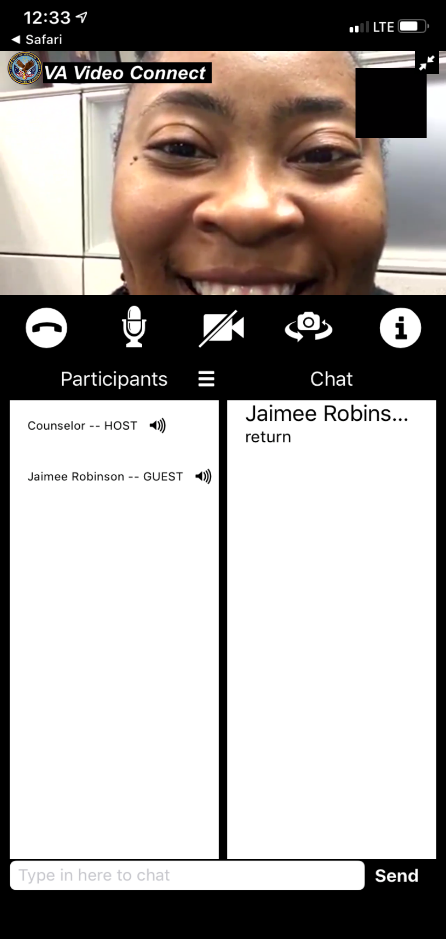 12:33
LTE
◀ Safari
VA Video Connect
Participants
Chat
Counselor -- HOST
Jaimee Robinson -- GUEST
Jaimee Robins...
return
Type in here to chat
Send